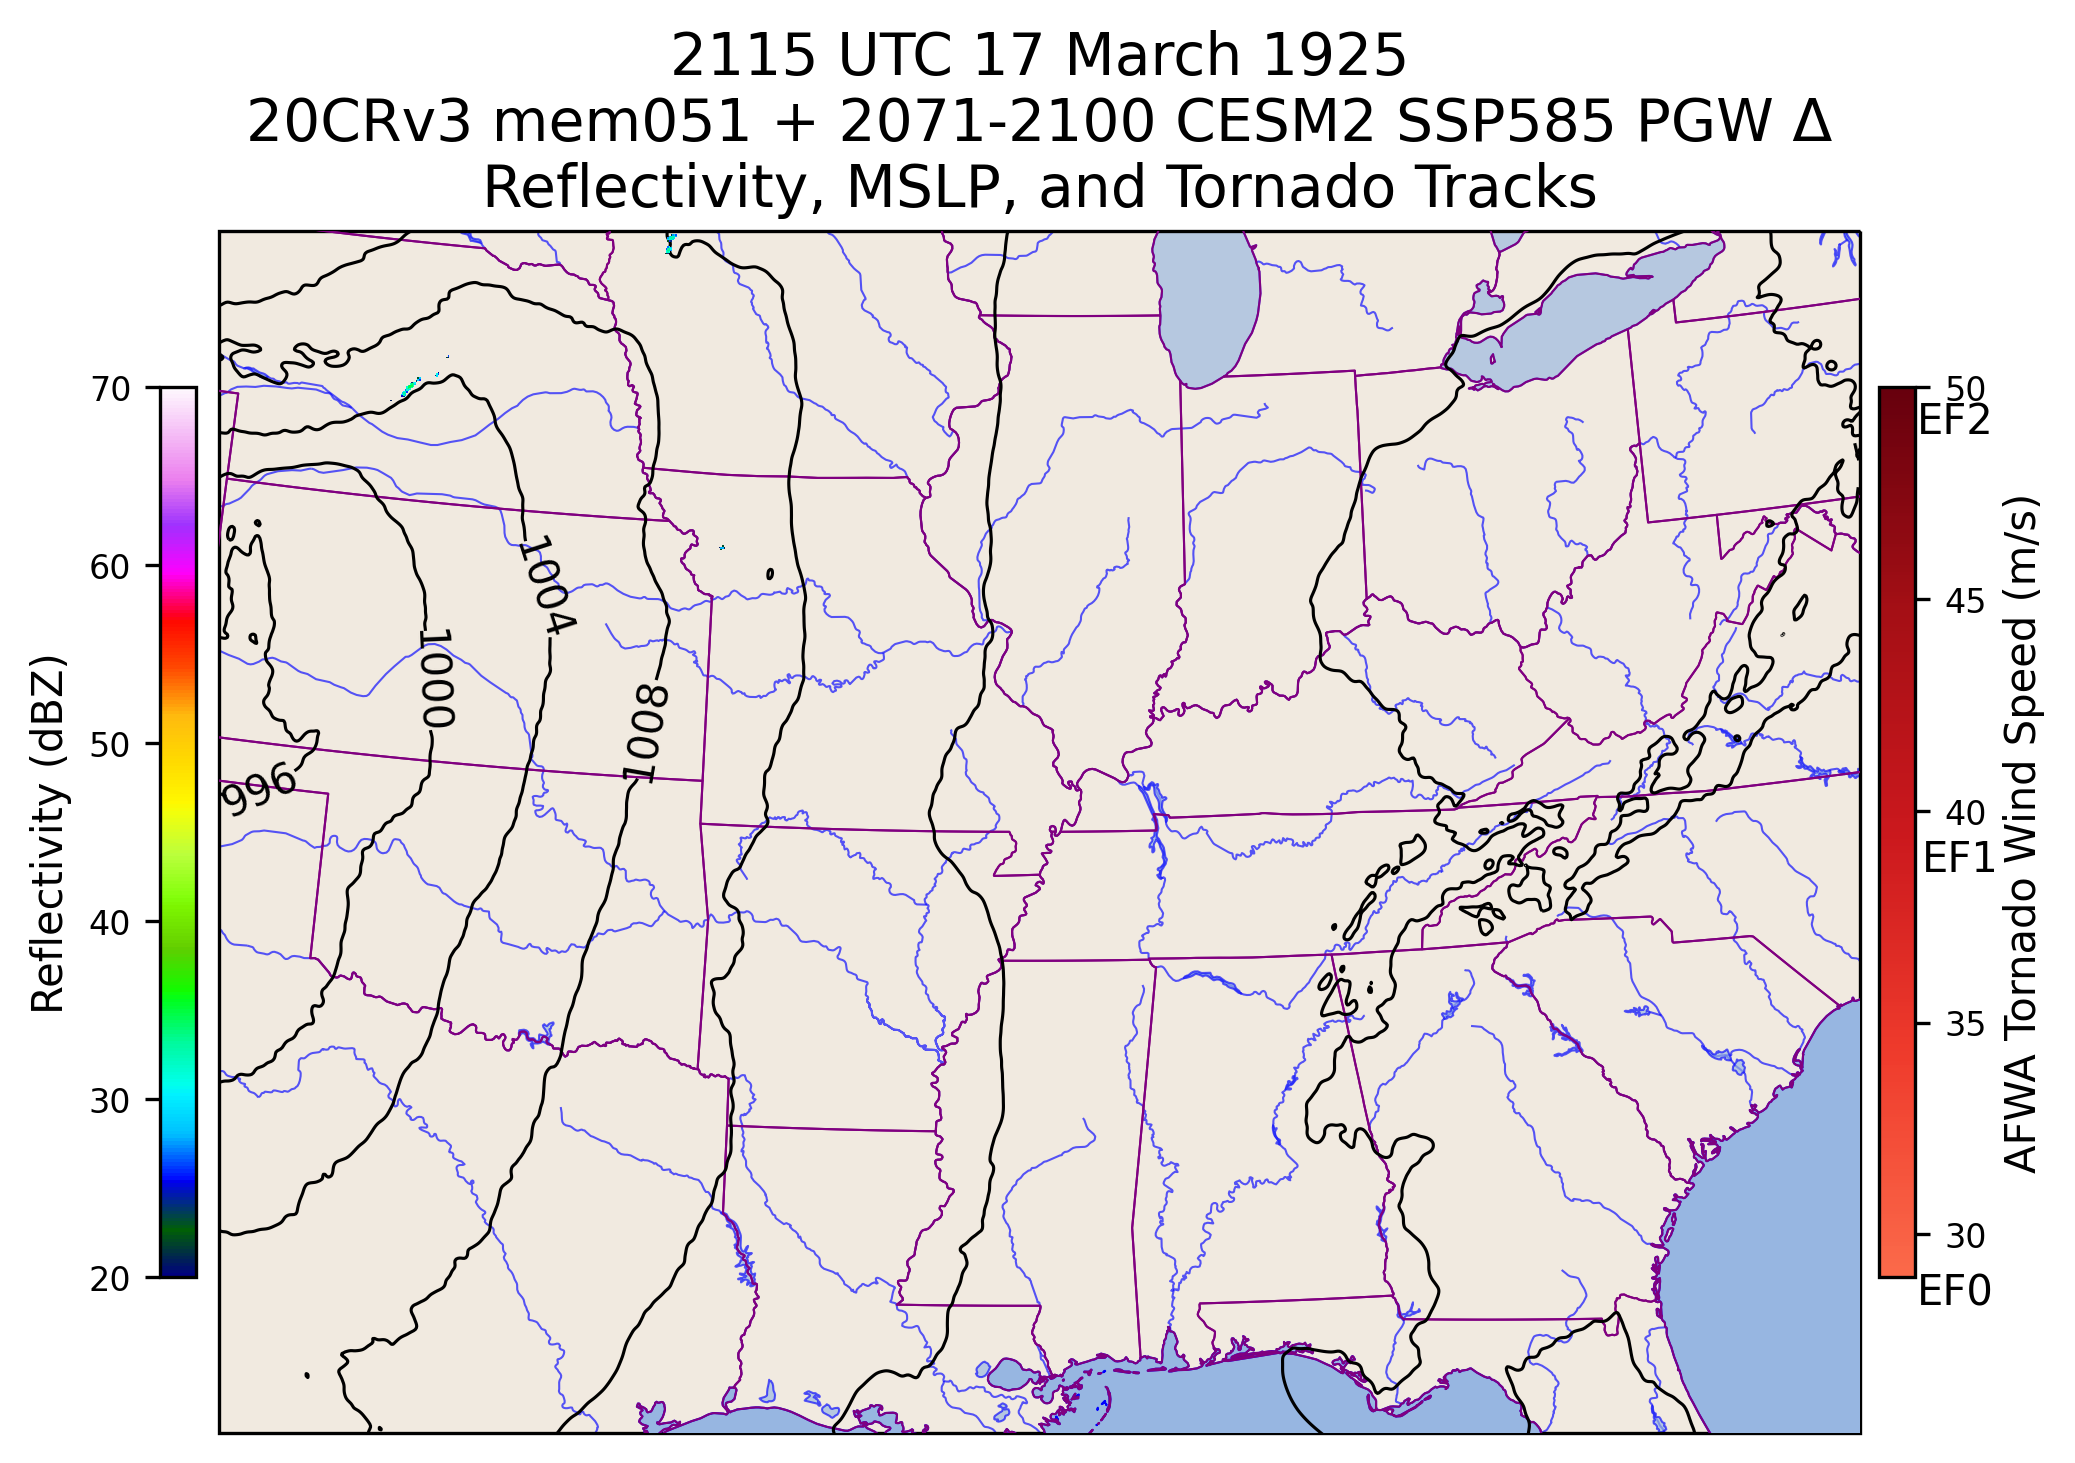 2115 UTC 17 March 1925
20CRv3 mem051 + 2071-2100 CESM2 SSP585 PGW Δ
Reflectivity, MSLP, and Tornado Tracks
Reflectivity (dBZ)
70
60
50
40
30
20
1004
1000
1008
996
50
EF2
45
40
EF1
35
30
EF0
AFWA Tornado Wind Speed (m/s)